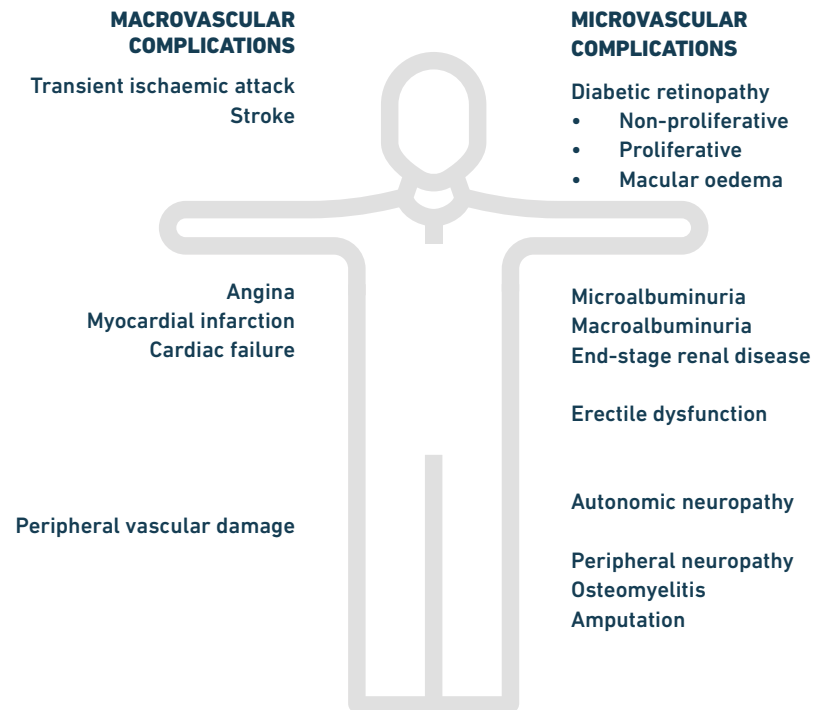 MACROVASCULAR
COMPLICATIONS
Transient ischaemic attack
Stroke
Angina
Myocardial infarction
Cardiac failure
Peripheral vascular damage
MICROVASCULAR
COMPLICATIONS
Diabetic retinopathy
• Non-proliferative
• Proliferative
• Macular oedema
Microalbuminuria
Macroalbuminuria
End-stage renal disease
Erectile dysfunction
Autonomic neuropathy
Peripheral neuropathy
Osteomyelitis
Amputation